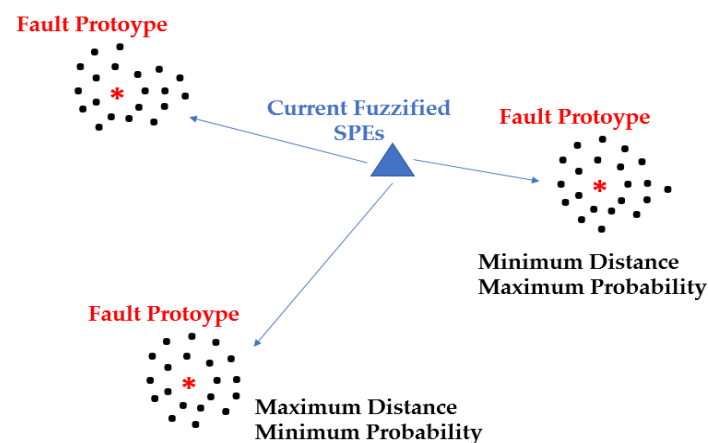 Fault Protoype
Current Fuzzified
SPEs
Fault Protoype
Minimum Distance
Maximum Probability
Fault Protoype
Maximum Distance
Minimum Probability